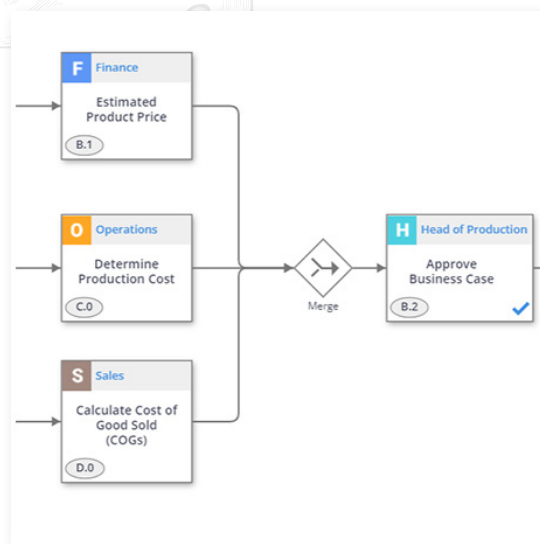 F Finance
Estimated
Product Price
B.1
O Operations
Determine
Production Cost
C.0
S Sales
Calculate Cost of
Good Sold
(COGs)
D.0
Merge
H Head of Production
Approve
Business Case
B.2